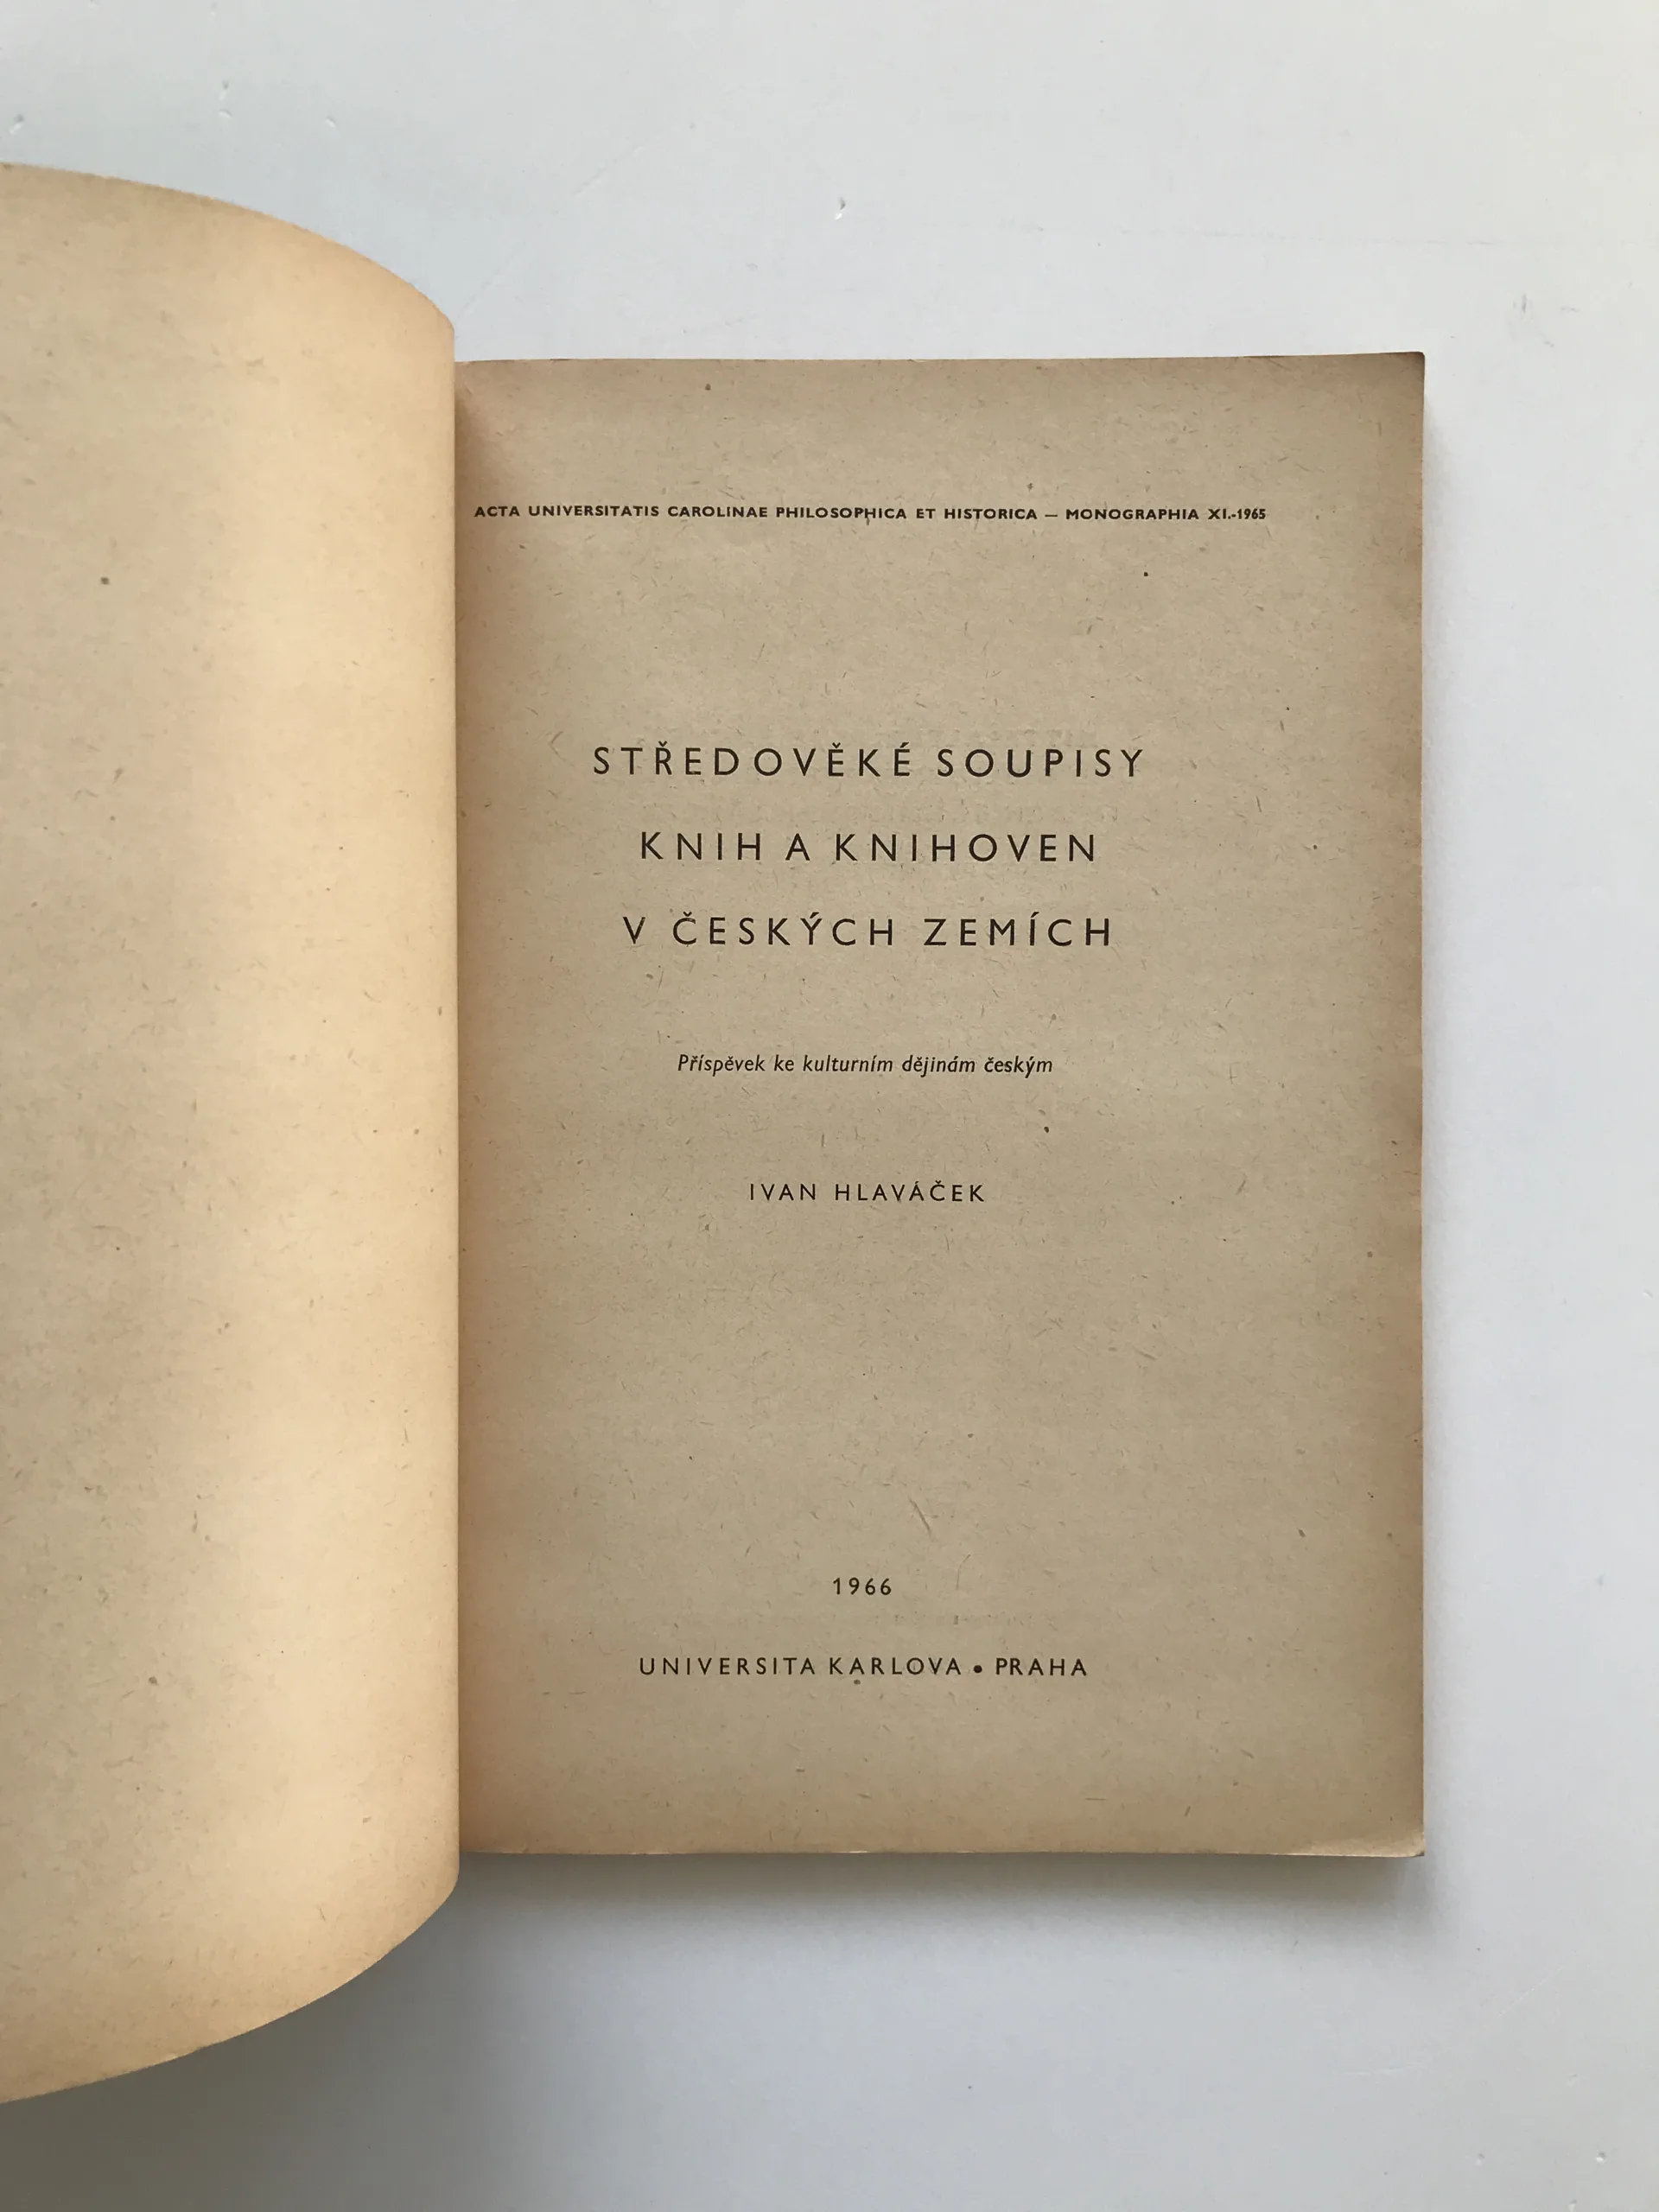 ACTA UNIVERSITATIS CAROLINAE PHILOSOPHICA ET HISTORICA — MONOGRAPHIA XI.-1965
STŘEDOVĚKÉ SOUPISY
KNIH A KNIHOVEN
V ČESKÝCH ZEMÍCH
Příspěvek ke kulturním dějinám českým
IVAN HLAVÁČEK
1966
UNIVERSITA KARLOVA • PRAHA